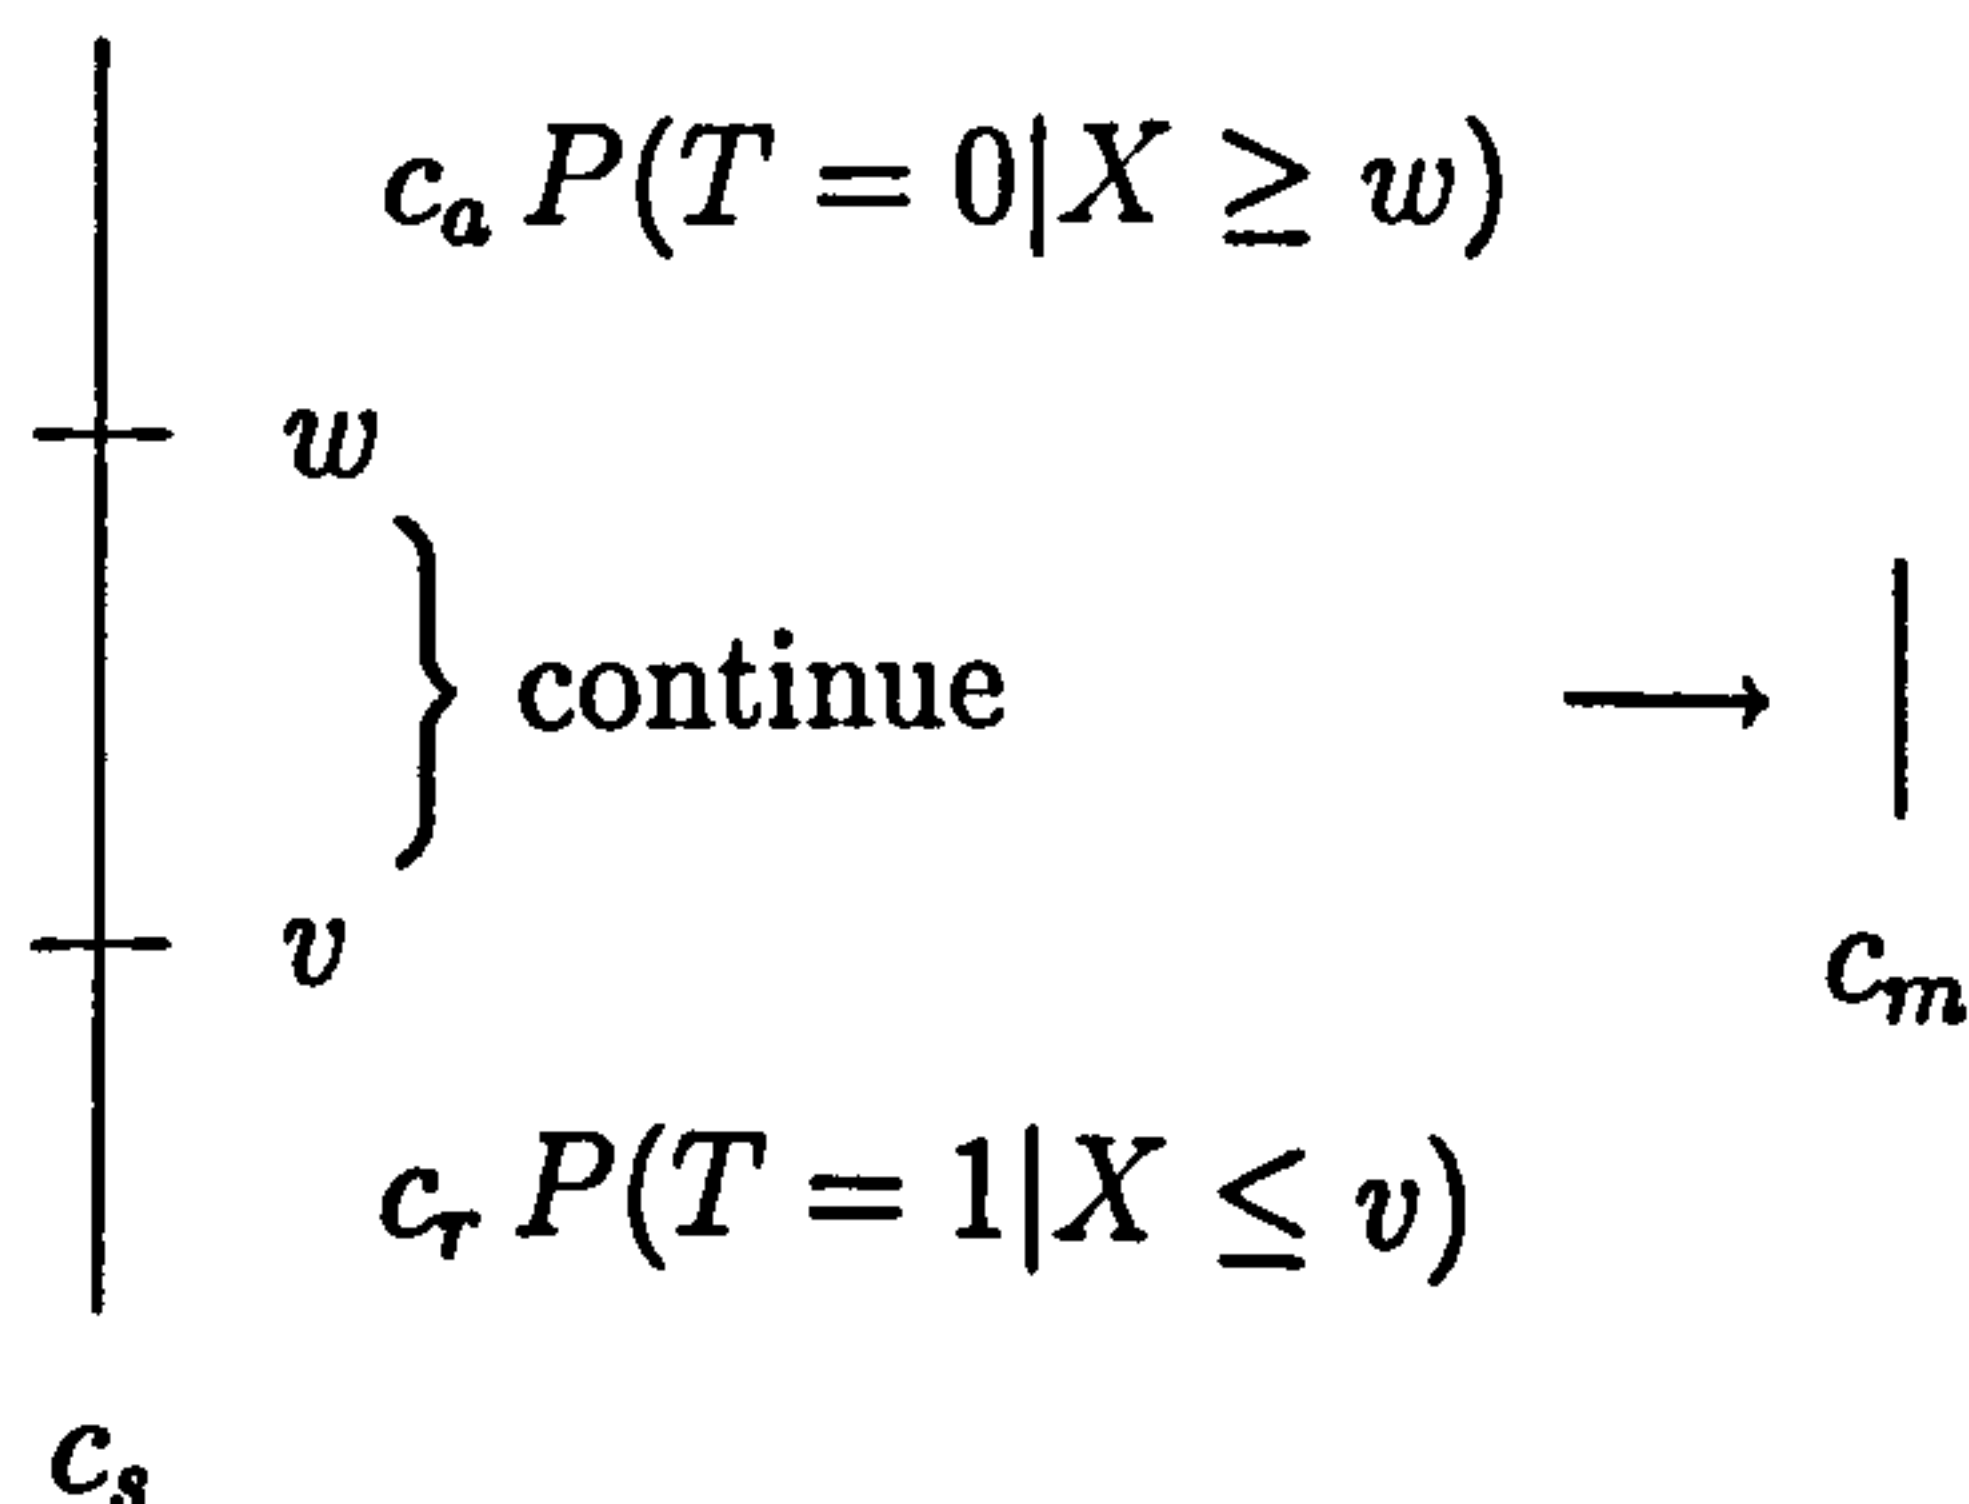 c_a P(T = 0|X ≥ w)
w
continue
v
c_m
c_r P(T = 1|X ≤ v)
c_s